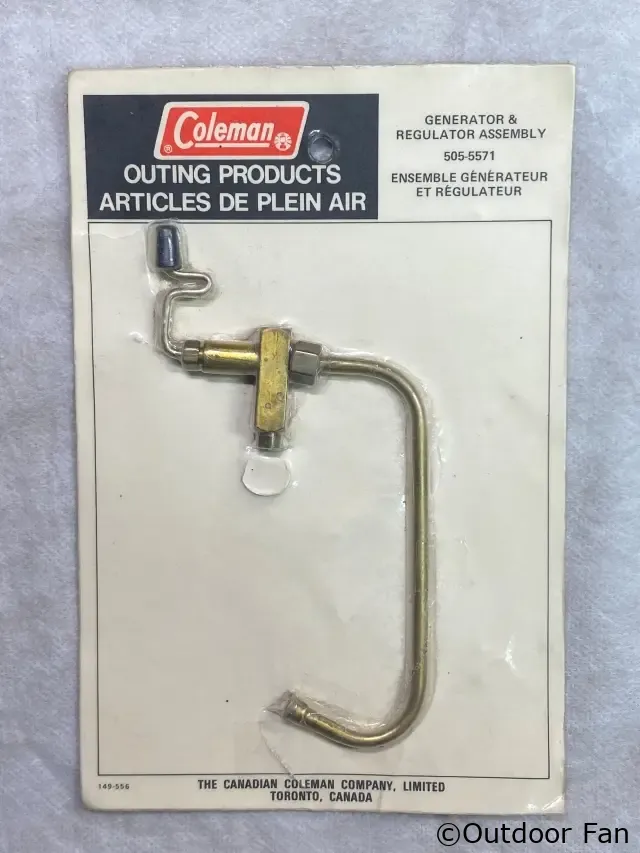 Coleman ®
OUTING PRODUCTS
ARTICLES DE PLEIN AIR
GENERATOR &
REGULATOR ASSEMBLY
505-5571
ENSEMBLE GÉNÉRATEUR
ET RÉGULATEUR
149-556
THE CANADIAN COLEMAN COMPANY, LIMITED
TORONTO, CANADA
©Outdoor Fan